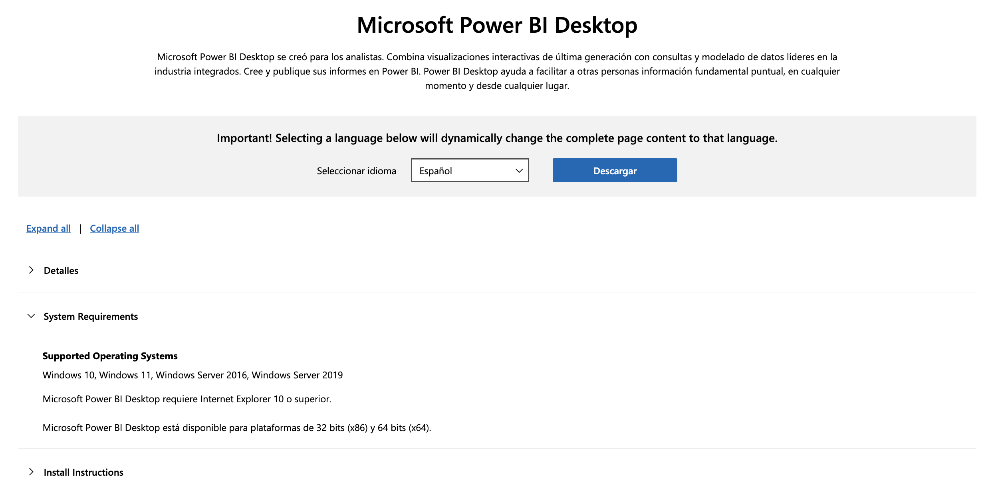 Microsoft Power BI Desktop
Microsoft Power BI Desktop se creó para los analistas. Combina visualizaciones interactivas de última generación con consultas y modelado de datos líderes en la
industria integrados. Cree y publique sus informes en Power BI. Power BI Desktop ayuda a facilitar a otras personas información fundamental puntual, en cualquier
momento y desde cualquier lugar.
Important! Selecting a language below will dynamically change the complete page content to that language.
Seleccionar idioma Español Descargar
Expand all | Collapse all
Detalles
System Requirements
Supported Operating Systems
Windows 10, Windows 11, Windows Server 2016, Windows Server 2019
Microsoft Power BI Desktop requiere Internet Explorer 10 o superior.
Microsoft Power BI Desktop está disponible para plataformas de 32 bits (x86) y 64 bits (x64).
Install Instructions